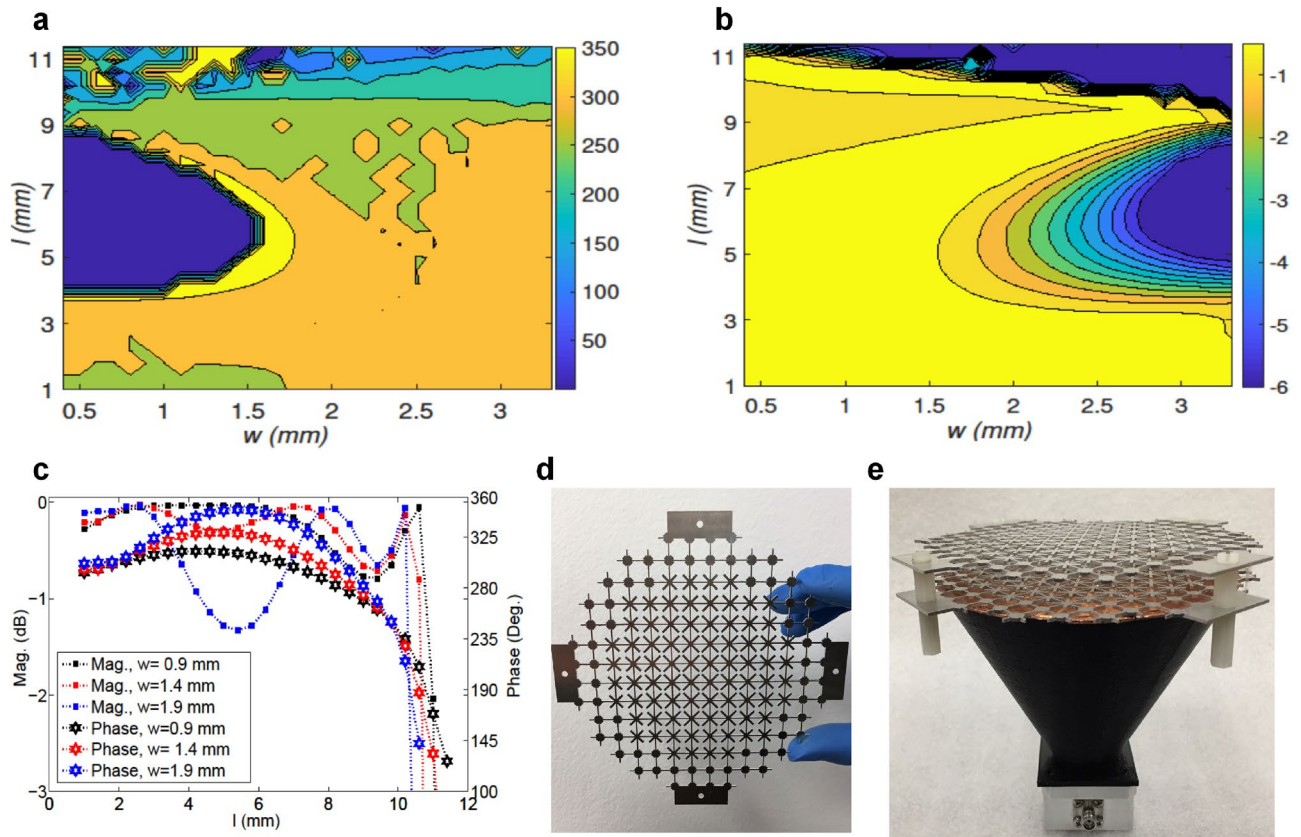 a
11
9
7
5
3
1
l (mm)
0.5 1 1.5 2 2.5 3
w (mm)
350
300
250
200
150
100
50
b
11
9
7
5
3
1
l (mm)
0.5 1 1.5 2 2.5 3
w (mm)
-1
-2
-3
-4
-5
-6
c
0
-1
-2
-3
Mag. (dB)
Mag., w= 0.9 mm
Mag., w=1.4 mm
Mag., w=1.9 mm
Phase, w=0.9 mm
Phase, w= 1.4 mm
Phase, w=1.9 mm
0 2 4 6 8 10 12
l (mm)
360
325
280
235
190
145
100
Phase (Deg.)
d
e